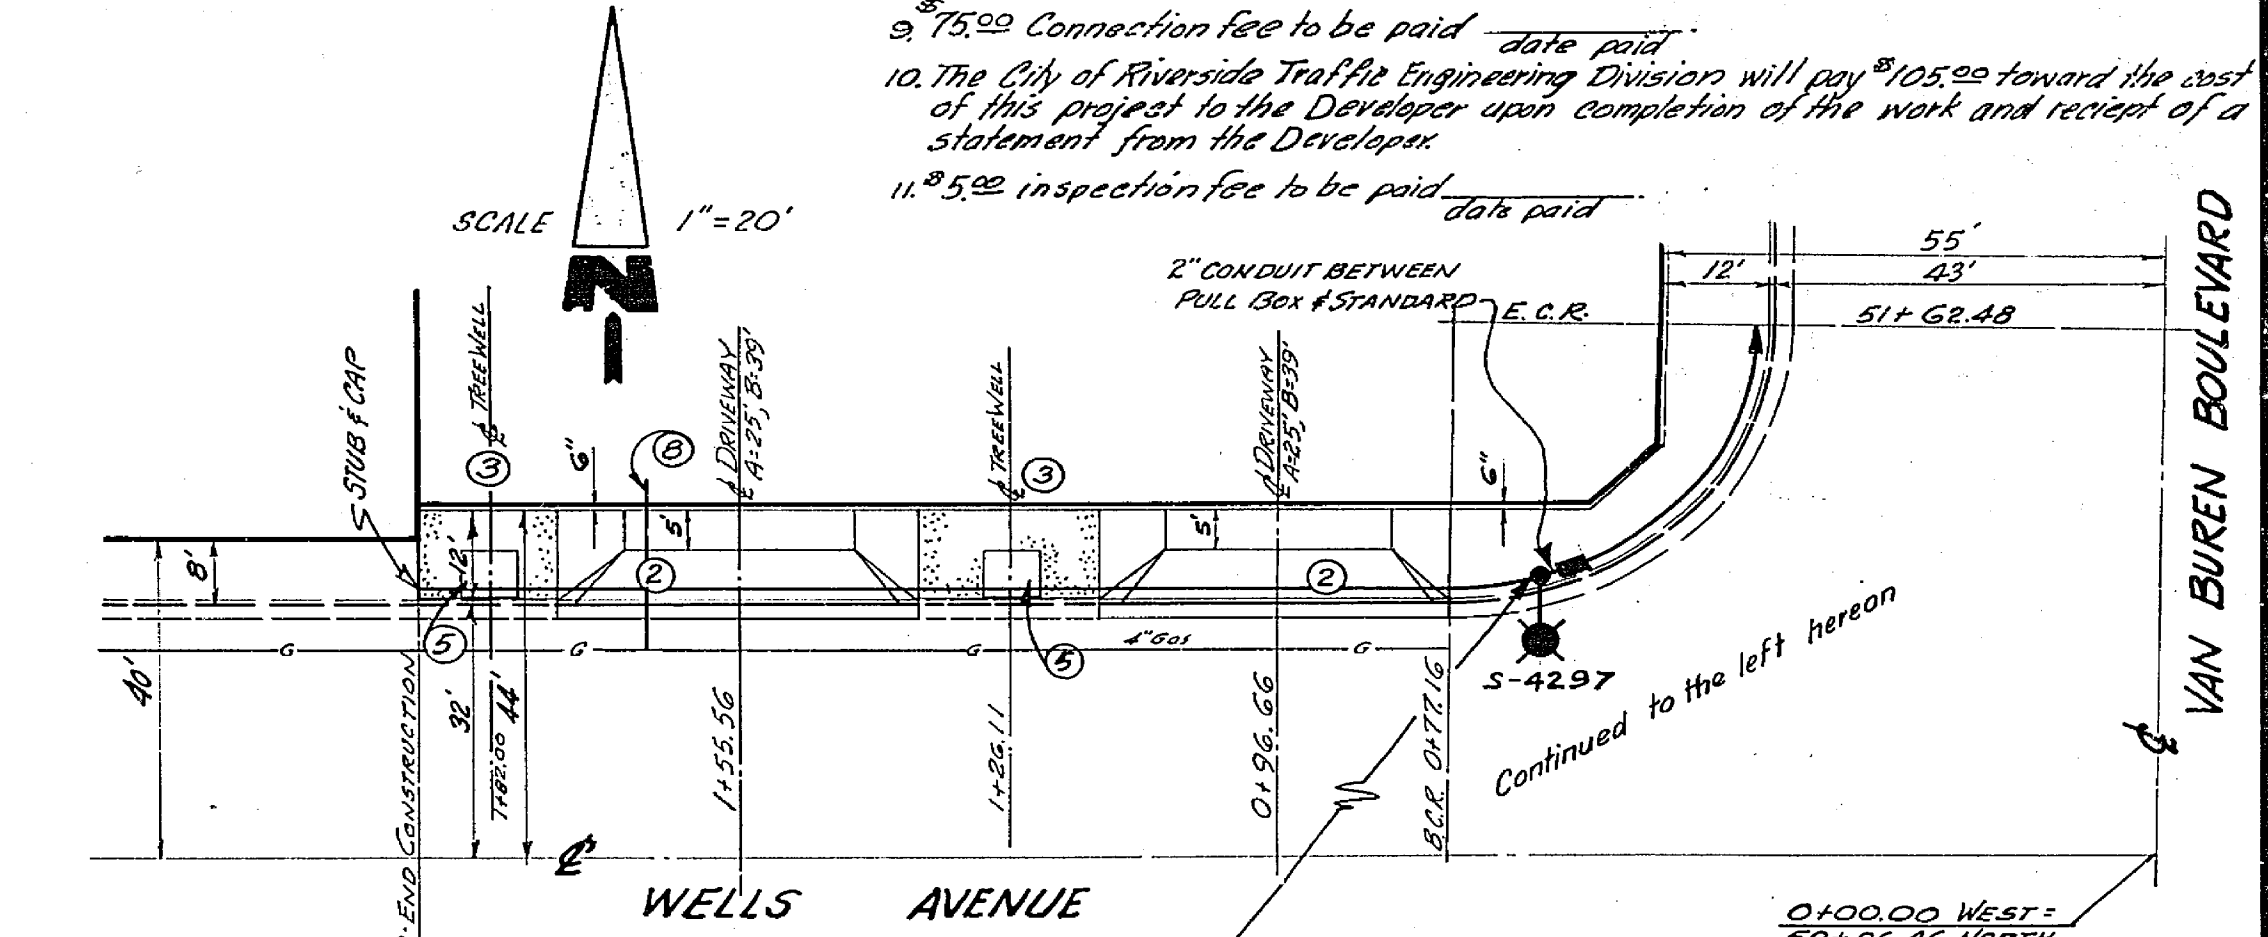 9. $75.00 Connection fee to be paid
date paid
10. The City of Riverside Traffic Engineering Division will pay $105.00 toward the cost
of this project to the Developer upon completion of the work and reciept of a
statement from the Developer.
11. $5.00 inspection fee to be paid
date paid
SCALE 1"=20'
N
2" CONDUIT BETWEEN
PULL BOX & STANDARD
E.C.R.
55'
12'
43'
51+62.48
VAN BUREN BOULEVARD
STUB & CAP
℄ TREEWELL
3
6"
8
℄ DRIVEWAY
A=25', B=39'
℄ TREEWELL
3
℄ DRIVEWAY
A=25', B=39'
6"
8'
12'
5'
2
5'
2
5
5
G
G
G
4" GAS
G
40'
32'
44'
END CONSTRUCTION
1+82.00
1+55.56
1+26.11
0+96.66
B.C.R. 0+77.16
S-4297
Continued to the left hereon
℄
℄
WELLS AVENUE
0+00.00 WEST=